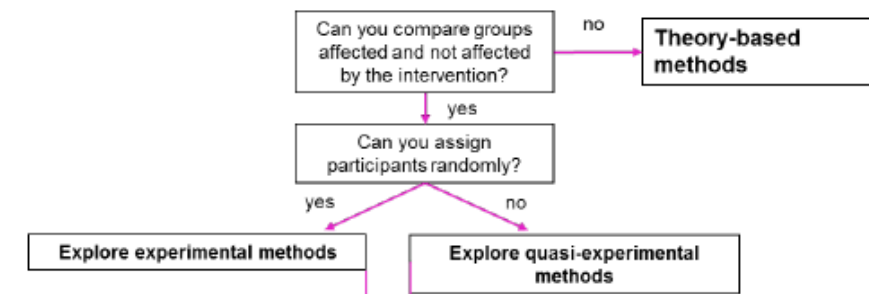 Can you compare groups
affected and not affected
by the intervention?
no
Theory-based
methods
yes
Can you assign
participants randomly?
yes
no
Explore experimental methods
Explore quasi-experimental
methods